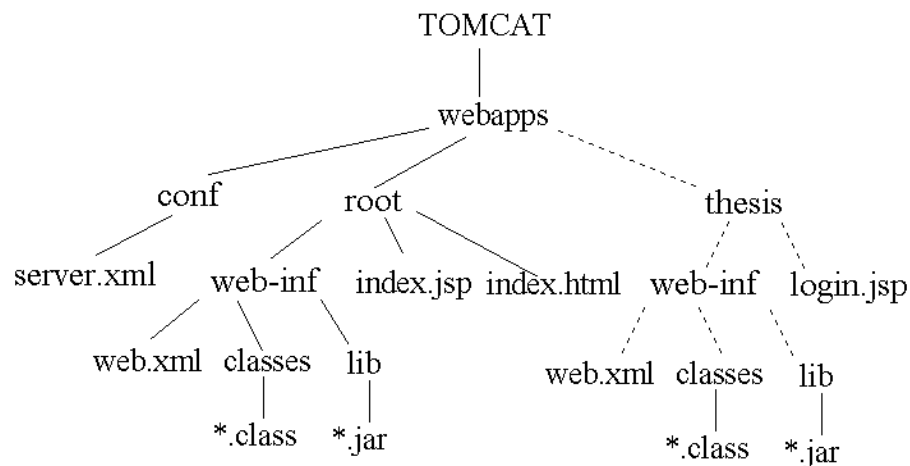 TOMCAT
webapps
conf root thesis
server.xml web-inf index.jsp index.html web-inf login.jsp
web.xml classes lib web.xml classes lib
*.class *.jar *.class *.jar